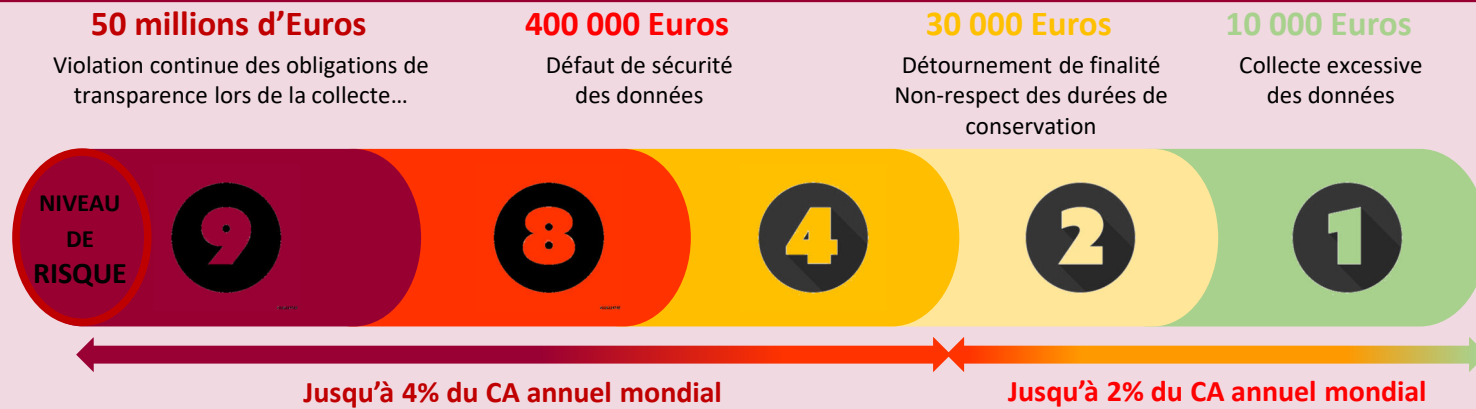 50 millions d'Euros
Violation continue des obligations de
transparence lors de la collecte…
400 000 Euros
Défaut de sécurité
des données
30 000 Euros
Détournement de finalité
Non-respect des durées de
conservation
10 000 Euros
Collecte excessive
des données
NIVEAU
DE
RISQUE
9
8
4
2
1
Jusqu'à 4% du CA annuel mondial
Jusqu'à 2% du CA annuel mondial